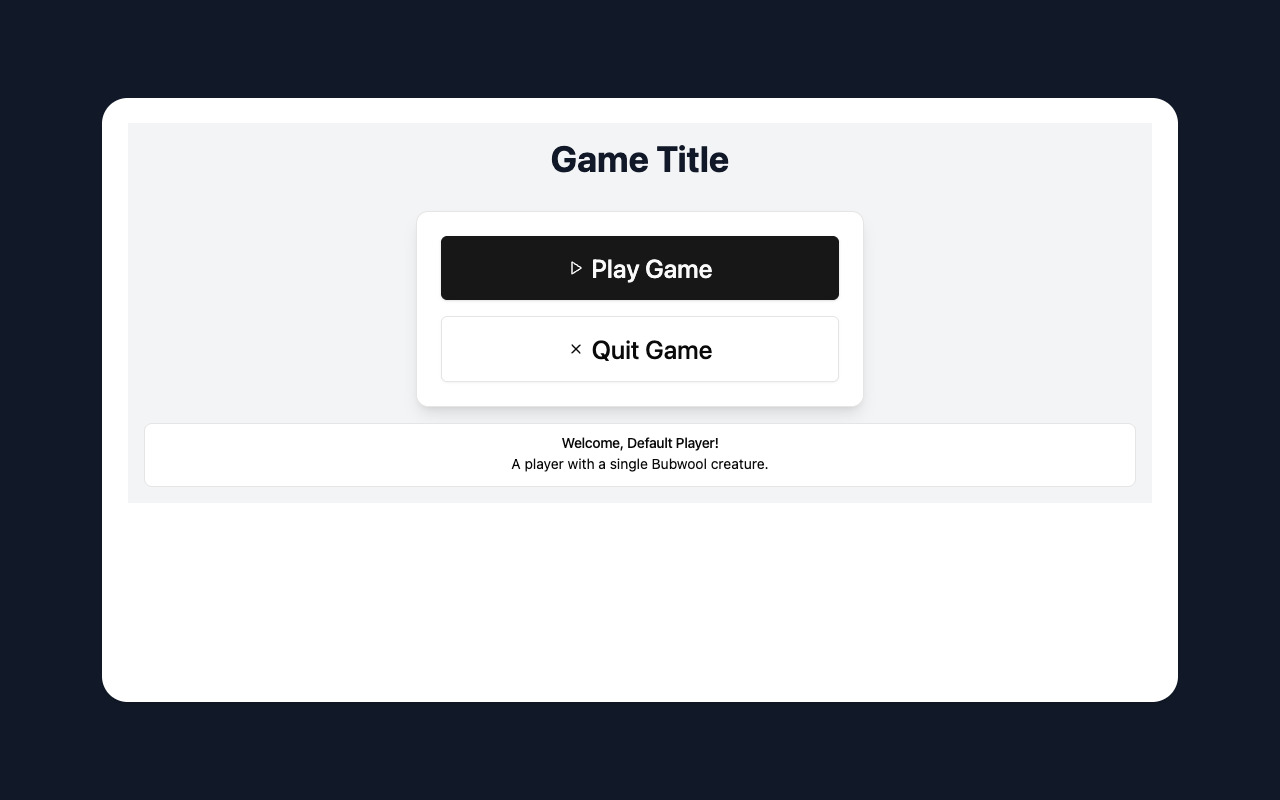 Game Title
Play Game
Quit Game
Welcome, Default Player!
A player with a single Bubwool creature.